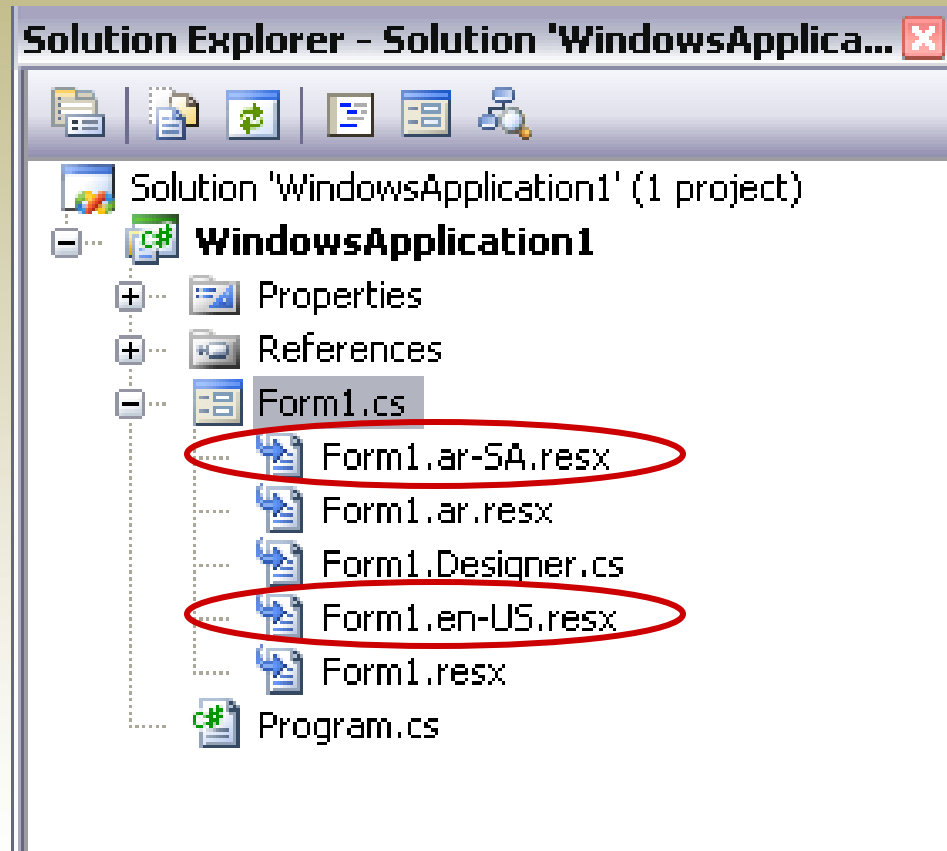 Solution Explorer - Solution 'WindowsApplica...
Solution 'WindowsApplication1' (1 project)
C# WindowsApplication1
Properties
References
Form1.cs
Form1.ar-SA.resx
Form1.ar.resx
Form1.Designer.cs
Form1.en-US.resx
Form1.resx
C# Program.cs